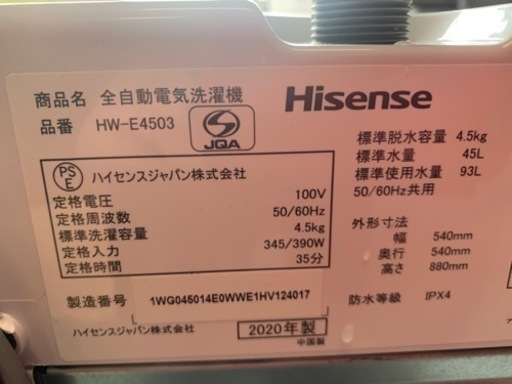 商品名 全自動電気洗濯機
品番 HW-E4503
S
JQA
Hisense
PS
E
ハイセンスジャパン株式会社
定格電圧 100V
定格周波数 50/60Hz
標準洗濯容量 4.5kg
定格入力 345/390W
定格時間 35分
標準脱水容量 4.5kg
標準水量 45L
標準使用水量 93L
50/60Hz共用
外形寸法
幅 540mm
奥行 540mm
高さ 880mm
防水等級 IPX4
製造番号 1WG045014E0WWE1HV124017
ハイセンスジャパン株式会社
2020年製
中国製